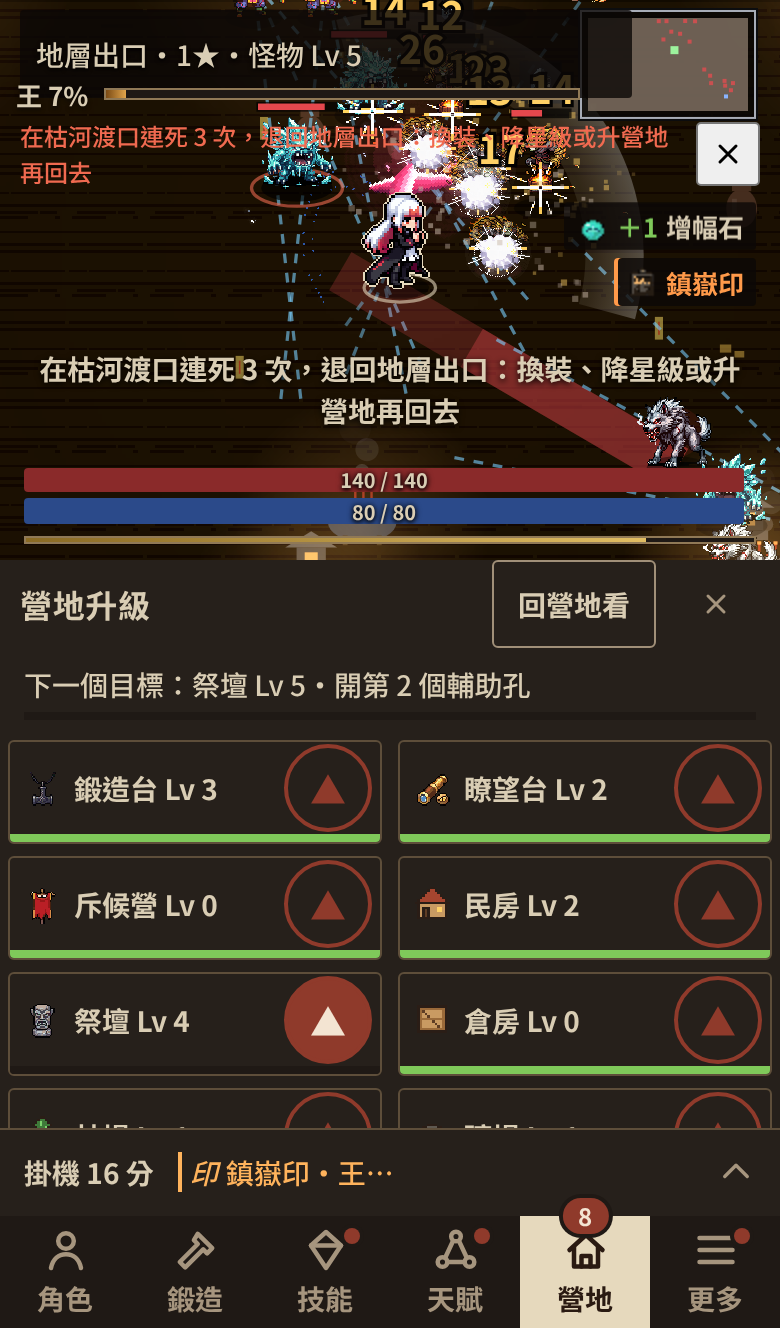 14 12
26
123
地層出口・1★・怪物 Lv 5
王 7%
在枯河渡口連死 3 次，退回地層出口：換裝、降星級或升營地
再回去
17
+1 增幅石
鎮嶽印
在枯河渡口連死 3 次，退回地層出口：換裝、降星級或升
營地再回去
140 / 140
80 / 80
營地升級
回營地看
下一個目標：祭壇 Lv 5・開第 2 個輔助孔
鍛造台 Lv 3
瞭望台 Lv 2
斥候營 Lv 0
民房 Lv 2
祭壇 Lv 4
倉房 Lv 0
掛機 16 分
印 鎮嶽印・王…
8
角色
鍛造
技能
天賦
營地
更多